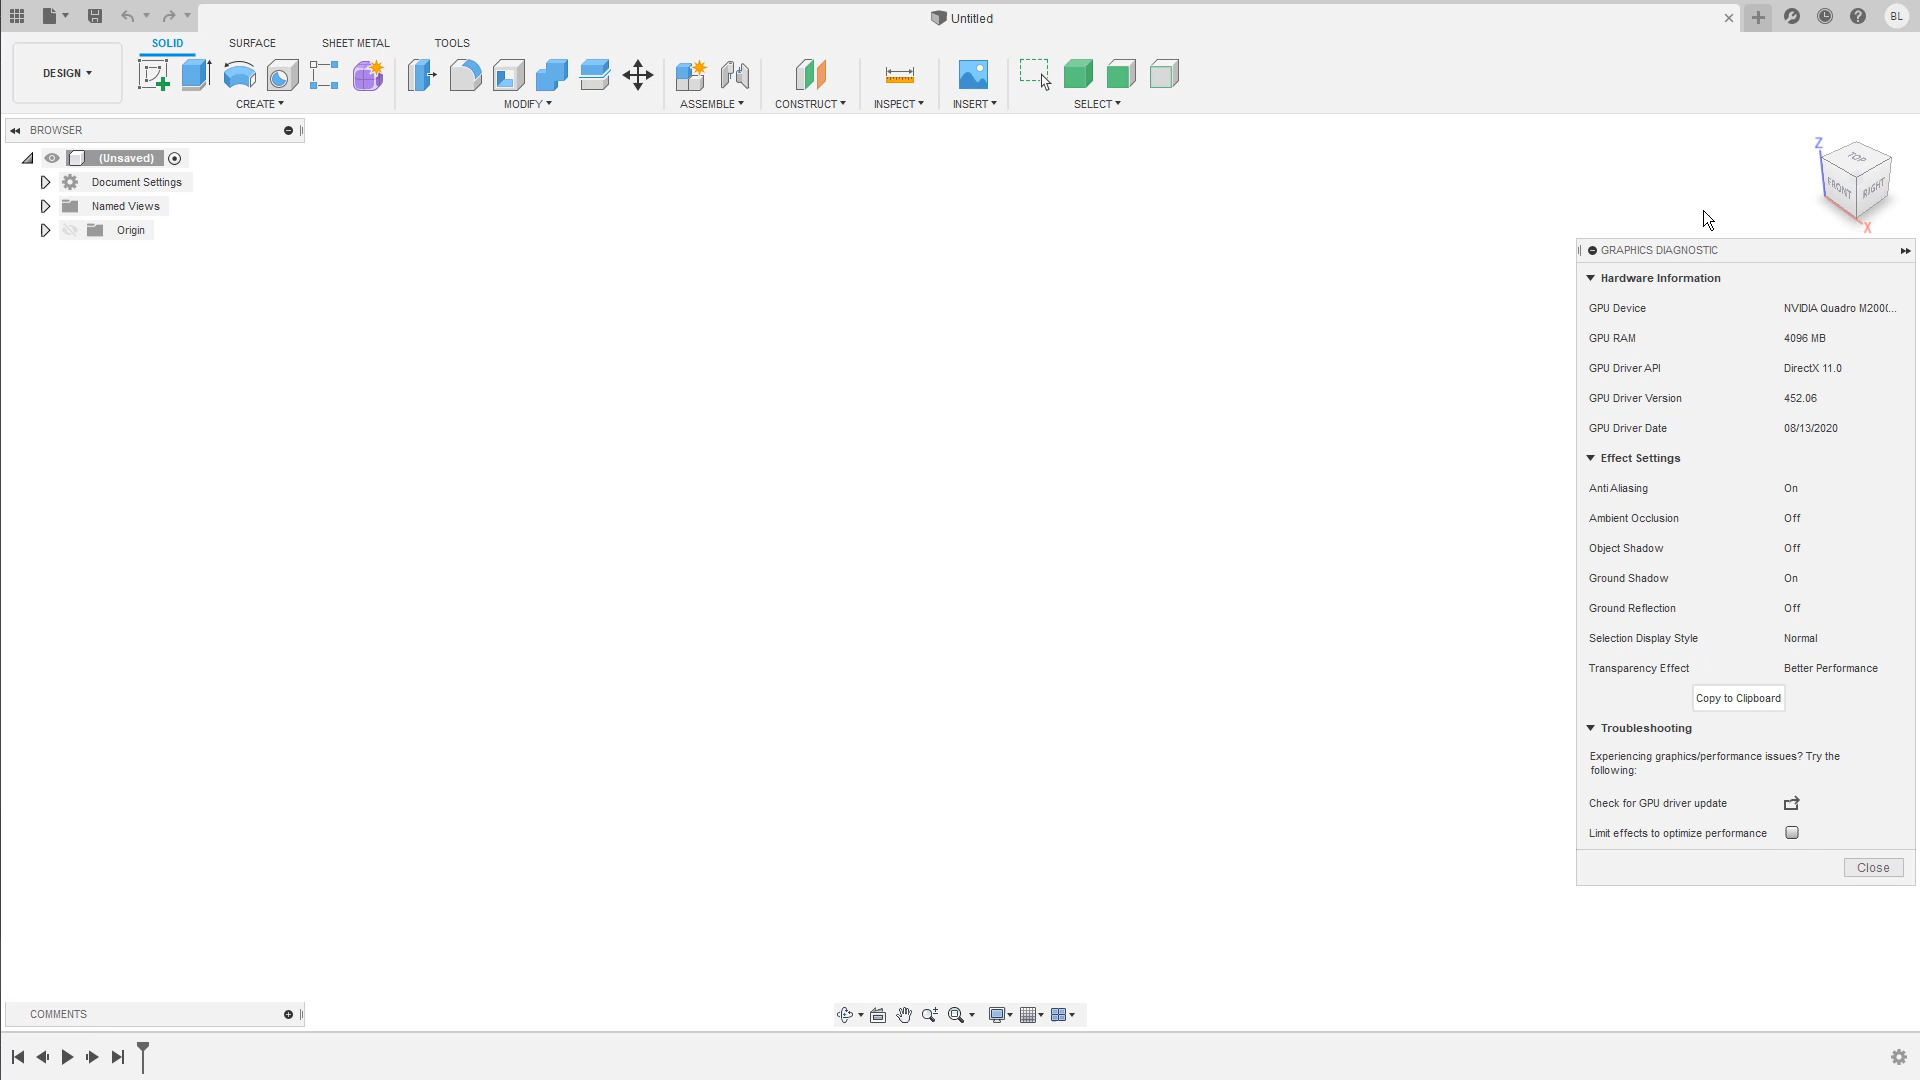 Untitled
BL
SOLID
SURFACE
SHEET METAL
TOOLS
DESIGN
CREATE
MODIFY
ASSEMBLE
CONSTRUCT
INSPECT
INSERT
SELECT
BROWSER
(Unsaved)
Document Settings
Named Views
Origin
Z
TOP
FRONT
RIGHT
X
GRAPHICS DIAGNOSTIC
Hardware Information
GPU Device NVIDIA Quadro M200(...
GPU RAM 4096 MB
GPU Driver API DirectX 11.0
GPU Driver Version 452.06
GPU Driver Date 08/13/2020
Effect Settings
Anti Aliasing On
Ambient Occlusion Off
Object Shadow Off
Ground Shadow On
Ground Reflection Off
Selection Display Style Normal
Transparency Effect Better Performance
Copy to Clipboard
Troubleshooting
Experiencing graphics/performance issues? Try the
following:
Check for GPU driver update
Limit effects to optimize performance
Close
COMMENTS